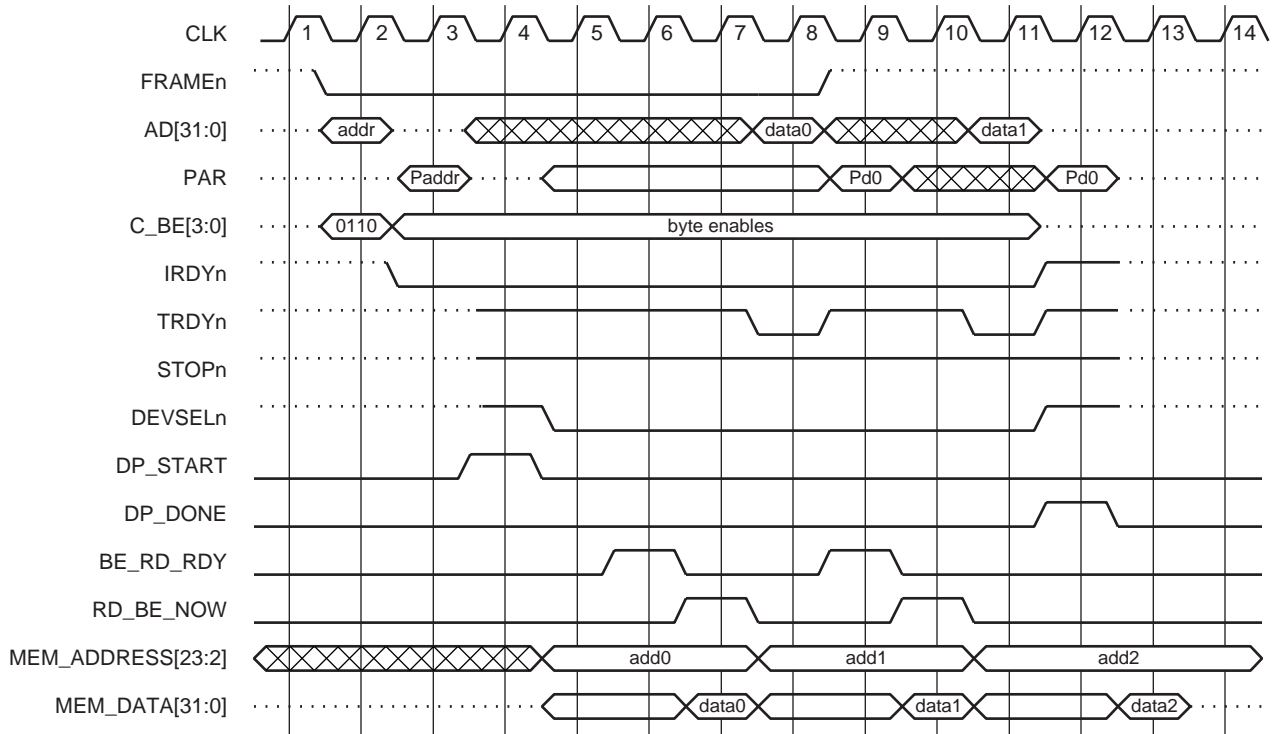 CLK 1 2 3 4 5 6 7 8 9 10 11 12 13 14
FRAMEn
AD[31:0] addr data0 data1
PAR Paddr Pd0 Pd0
C_BE[3:0] 0110 byte enables
IRDYn
TRDYn
STOPn
DEVSELn
DP_START
DP_DONE
BE_RD_RDY
RD_BE_NOW
MEM_ADDRESS[23:2] add0 add1 add2
MEM_DATA[31:0] data0 data1 data2